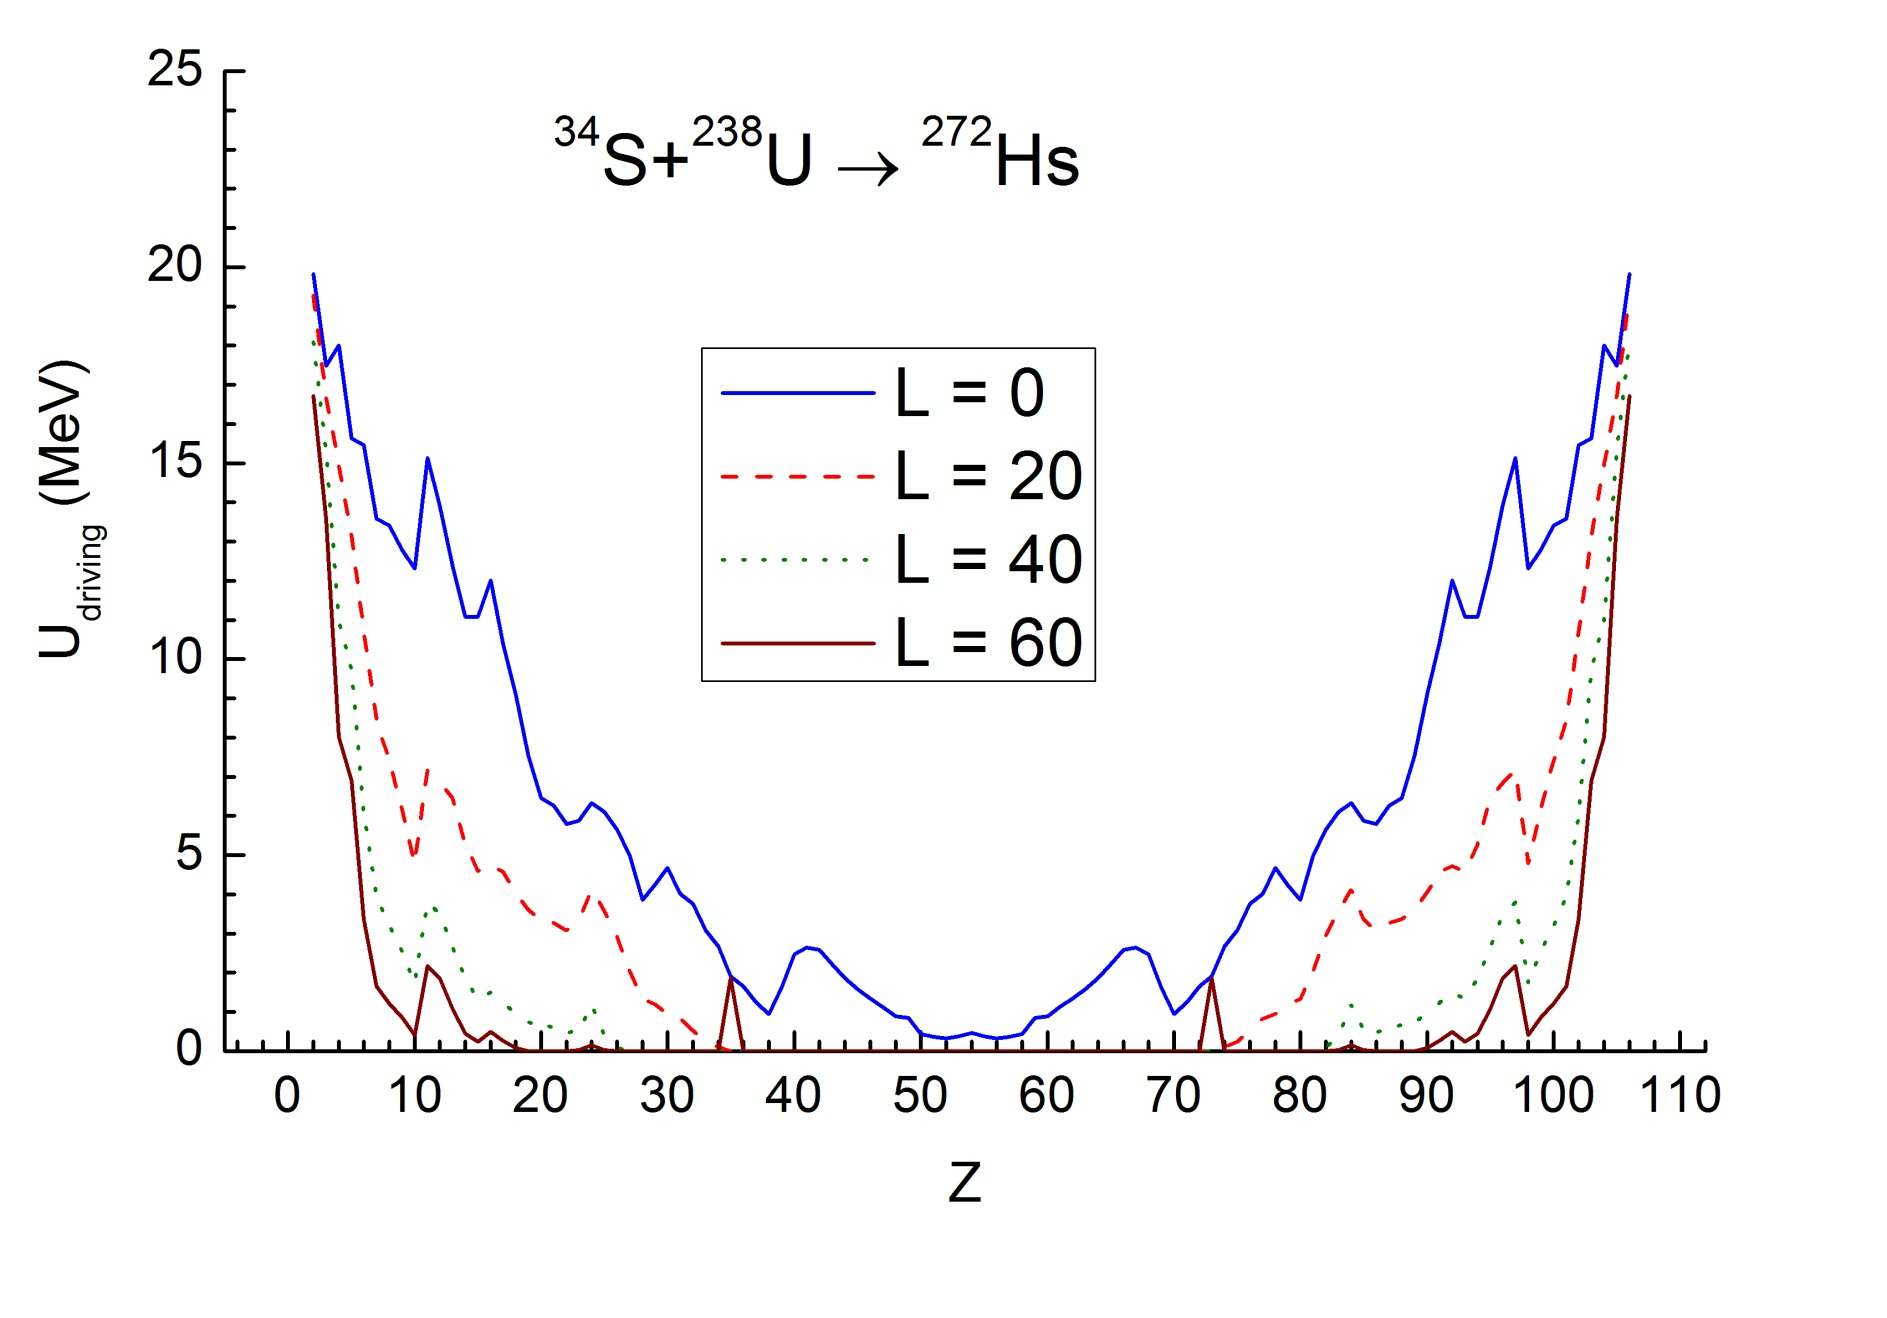 ³⁴S+²³⁸U → ²⁷²Hs
U_driving (MeV)
25
20
15
10
5
0
L = 0
L = 20
L = 40
L = 60
0 10 20 30 40 50 60 70 80 90 100 110
Z